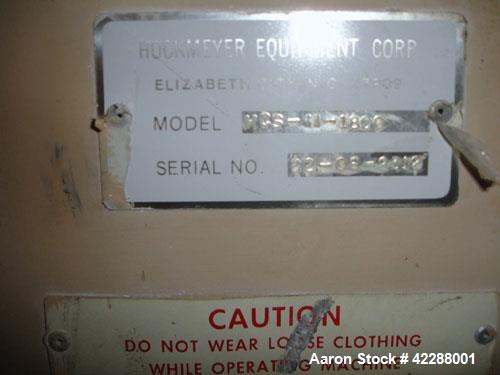 HOCKMEYER EQUIPMENT CORP
ELIZABETH
MODEL
SERIAL NO.
CAUTION
DO NOT WEAR LOOSE CLOTHING
WHILE OPERATING MACHINE
Aaron Stock # 42288001